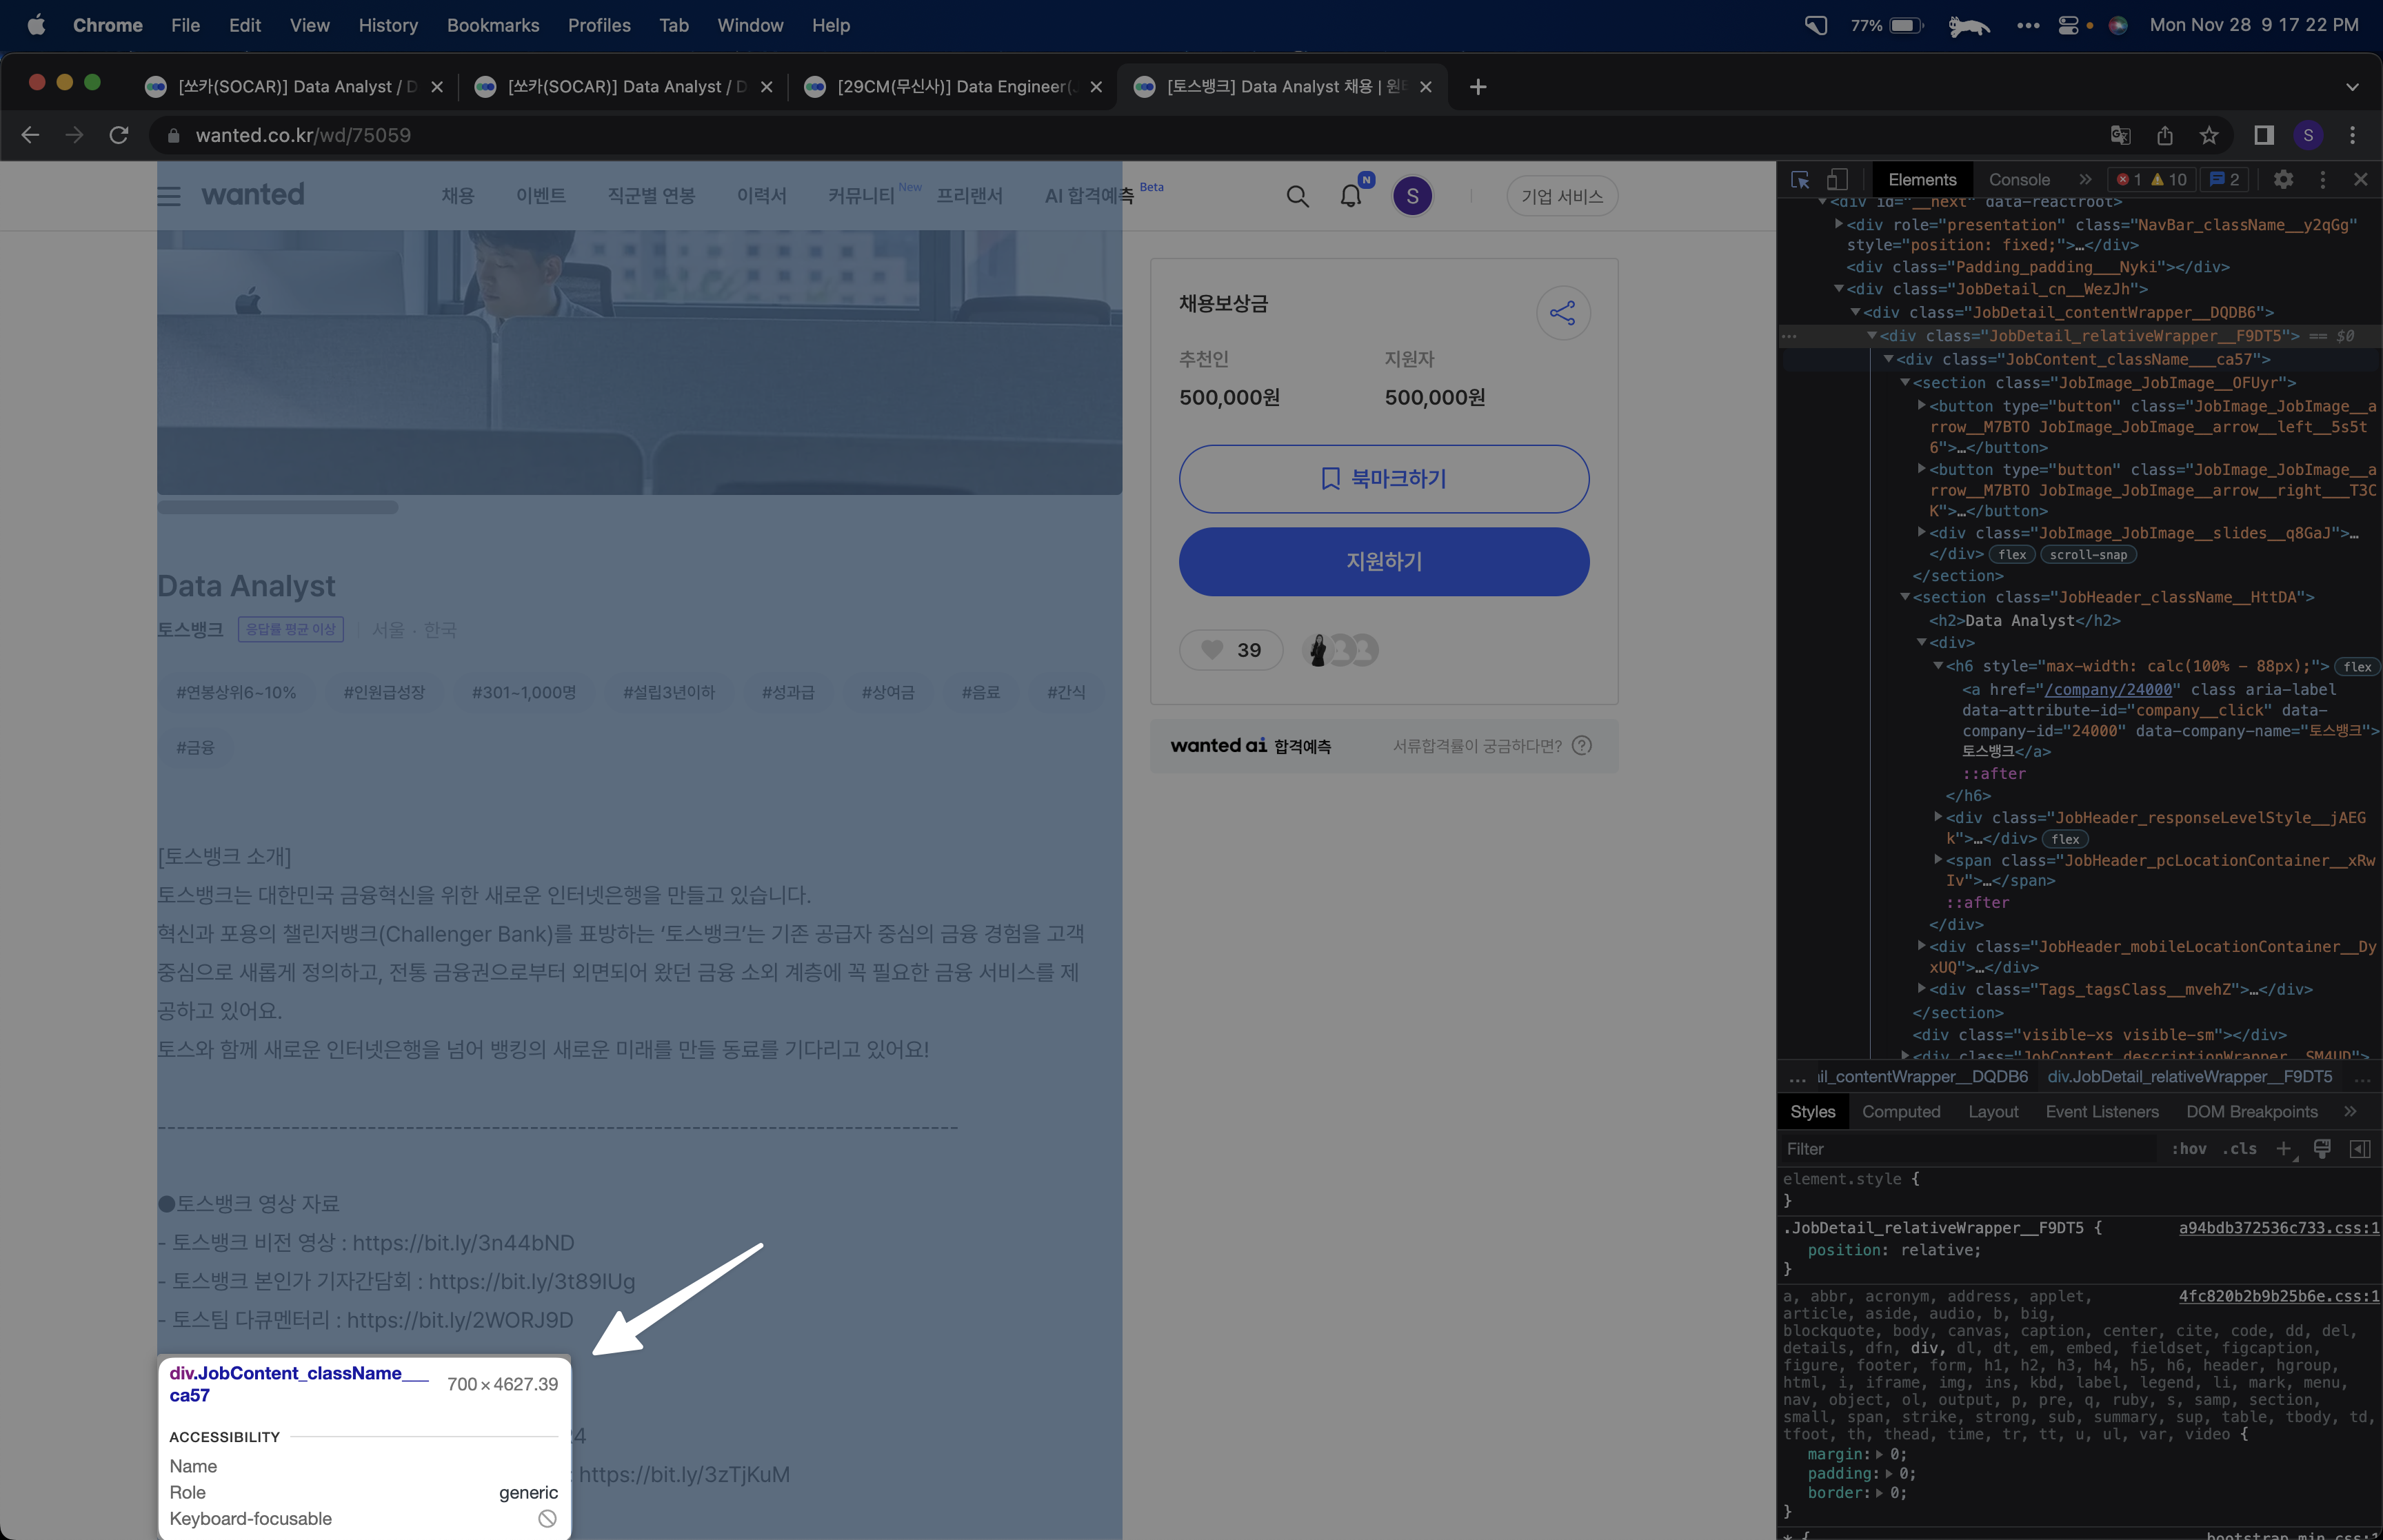 Chrome File Edit View History Bookmarks Profiles Tab Window Help
77% Mon Nov 28 9 17 22 PM
[쏘카(SOCAR)] Data Analyst / D
[쏘카(SOCAR)] Data Analyst / D
[29CM(무신사)] Data Engineer(
[토스뱅크] Data Analyst 채용 | 원
wanted.co.kr/wd/75059
S
wanted 채용 이벤트 직군별 연봉 이력서 커뮤니티 New 프리랜서 AI 합격예측 Beta
N S 기업 서비스
Data Analyst
토스뱅크 응답률 평균 이상 서울 · 한국
#연봉상위6~10% #인원급성장 #301~1,000명 #설립3년이하 #성과급 #상여금 #음료 #간식
#금융
[토스뱅크 소개]
토스뱅크는 대한민국 금융혁신을 위한 새로운 인터넷은행을 만들고 있습니다.
혁신과 포용의 챌린저뱅크(Challenger Bank)를 표방하는 ‘토스뱅크’는 기존 공급자 중심의 금융 경험을 고객
중심으로 새롭게 정의하고, 전통 금융권으로부터 외면되어 왔던 금융 소외 계층에 꼭 필요한 금융 서비스를 제
공하고 있어요.
토스와 함께 새로운 인터넷은행을 넘어 뱅킹의 새로운 미래를 만들 동료를 기다리고 있어요!
●토스뱅크 영상 자료
- 토스뱅크 비전 영상 : https://bit.ly/3n44bND
- 토스뱅크 본인가 기자간담회 : https://bit.ly/3t89IUg
- 토스팀 다큐멘터리 : https://bit.ly/2WORJ9D
div.JobContent_className___ca57 700 × 4627.39
ACCESSIBILITY
Name
Role generic
Keyboard-focusable
: https://bit.ly/3zTjKuM
채용보상금
추천인 지원자
500,000원 500,000원
북마크하기
지원하기
39
wanted ai 합격예측 서류합격률이 궁금하다면? ?
Elements Console » 1 10 2
<div id="__next" data-reactroot>
<div role="presentation" class="NavBar_className__y2qGg"
style="position: fixed;">…</div>
<div class="Padding_padding___Nyki"></div>
<div class="JobDetail_cn__WezJh">
<div class="JobDetail_contentWrapper__DQDB6">
<div class="JobDetail_relativeWrapper__F9DT5"> == $0
<div class="JobContent_className___ca57">
<section class="JobImage_JobImage__OFUyr">
<button type="button" class="JobImage_JobImage__a
rrow__M7BTO JobImage_JobImage__arrow__left__5s5t
6">…</button>
<button type="button" class="JobImage_JobImage__a
rrow__M7BTO JobImage_JobImage__arrow__right___T3C
K">…</button>
<div class="JobImage_JobImage__slides__q8GaJ">…
</div> flex scroll-snap
</section>
<section class="JobHeader_className__HttDA">
<h2>Data Analyst</h2>
<div>
<h6 style="max-width: calc(100% - 88px);"> flex
<a href="/company/24000" class aria-label
data-attribute-id="company__click" data-
company-id="24000" data-company-name="토스뱅크">
토스뱅크</a>
::after
</h6>
<div class="JobHeader_responseLevelStyle__jAEG
k">…</div> flex
<span class="JobHeader_pcLocationContainer__xRw
Iv">…</span>
::after
</div>
<div class="JobHeader_mobileLocationContainer__Dy
xUQ">…</div>
<div class="Tags_tagsClass__mvehZ">…</div>
</section>
<div class="visible-xs visible-sm"></div>
<div class="JobContent_descriptionWrapper__SM4UD">
... il_contentWrapper__DQDB6 div.JobDetail_relativeWrapper__F9DT5 ...
Styles Computed Layout Event Listeners DOM Breakpoints »
Filter :hov .cls +
element.style {
}
.JobDetail_relativeWrapper__F9DT5 { a94bdb372536c733.css:1
position: relative;
}
a, abbr, acronym, address, applet, 4fc820b2b9b25b6e.css:1
article, aside, audio, b, big,
blockquote, body, canvas, caption, center, cite, code, dd, del,
details, dfn, div, dl, dt, em, embed, fieldset, figcaption,
figure, footer, form, h1, h2, h3, h4, h5, h6, header, hgroup,
html, i, iframe, img, ins, kbd, label, legend, li, mark, menu,
nav, object, ol, output, p, pre, q, ruby, s, samp, section,
small, span, strike, strong, sub, summary, sup, table, tbody, td,
tfoot, th, thead, time, tr, tt, u, ul, var, video {
margin: 0;
padding: 0;
border: 0;
}
* { bootstrap.min.css:1